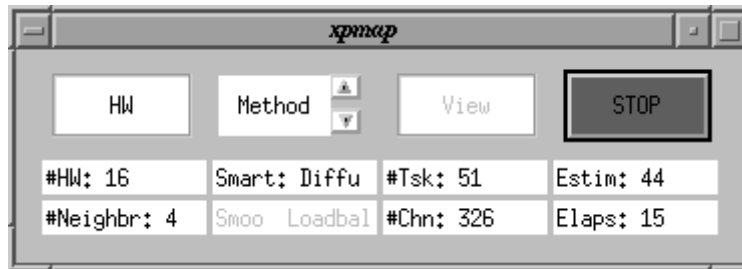 xpmap
HW Method View STOP
#HW: 16 Smart: Diffu #Tsk: 51 Estim: 44
#Neighbr: 4 Smoo Loadbal #Chn: 326 Elaps: 15